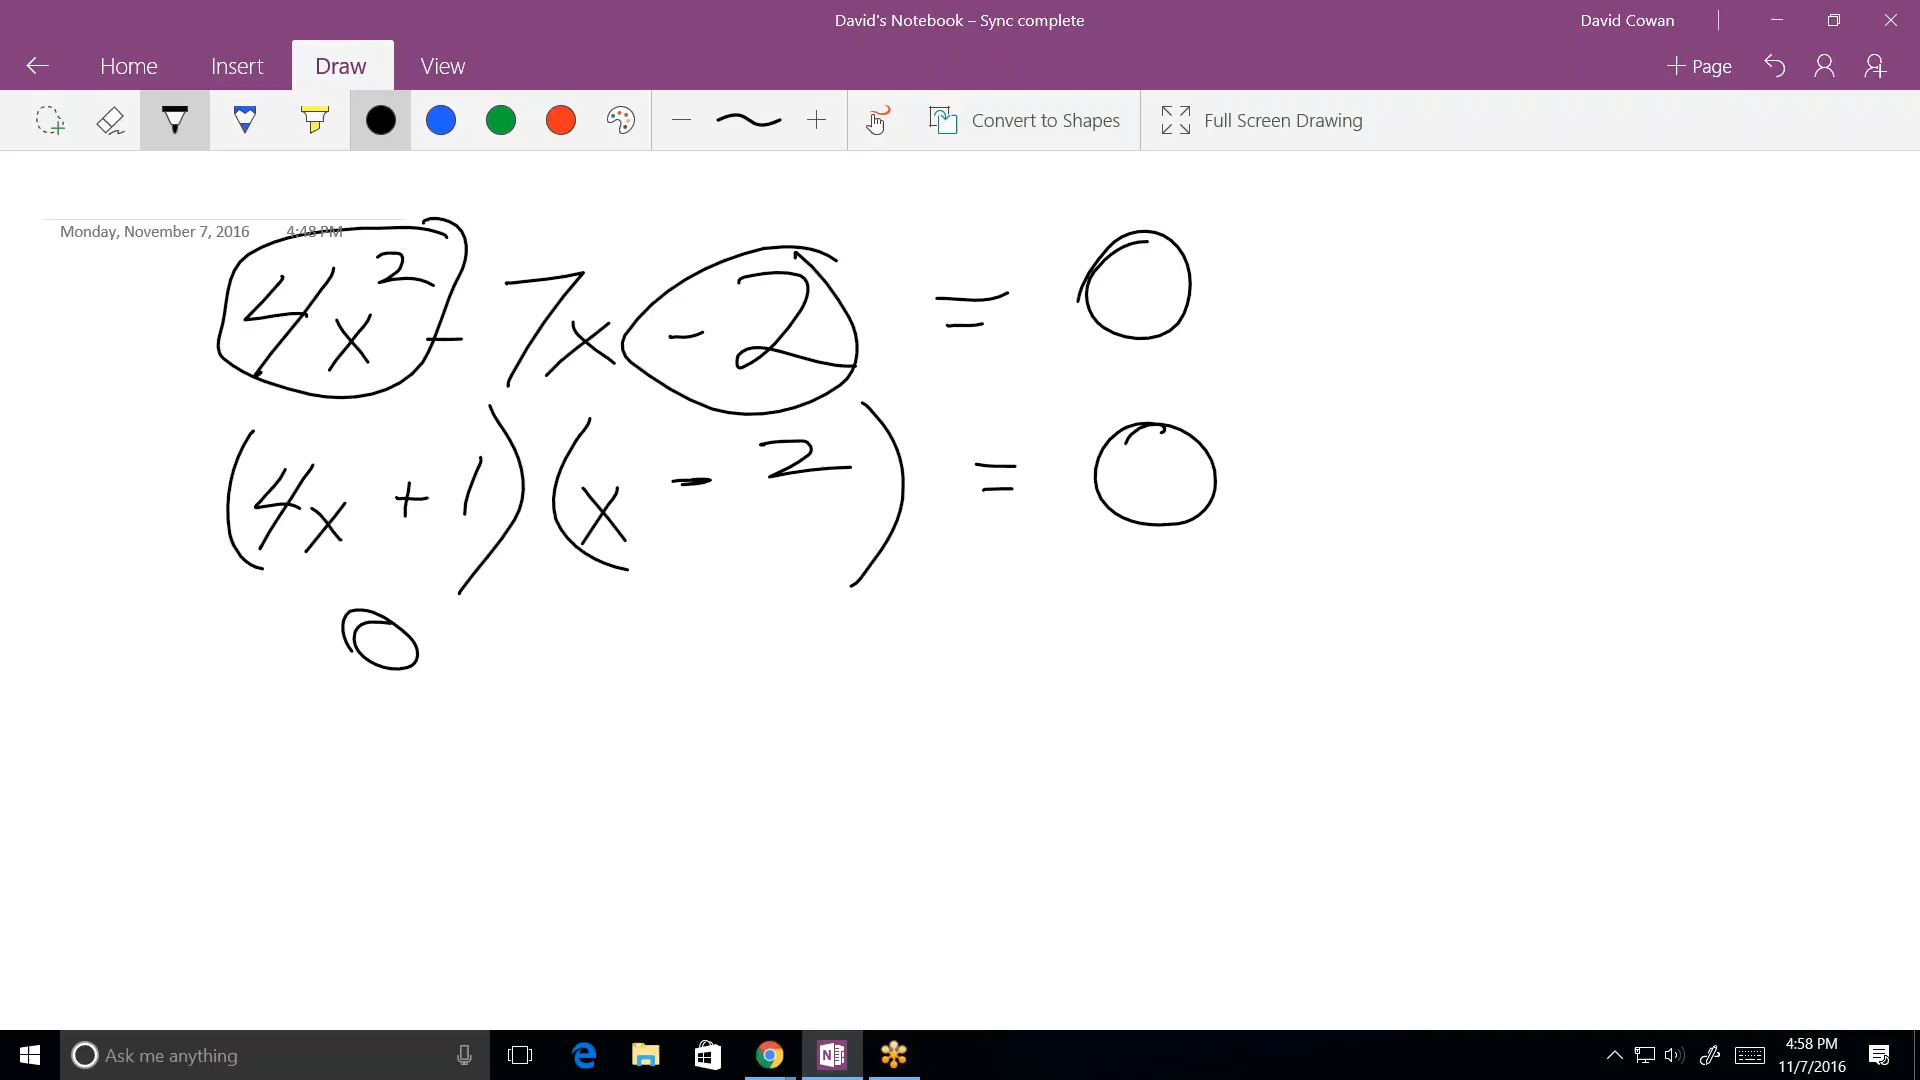 David's Notebook – Sync complete
David Cowan
Home Insert Draw View
Page
Convert to Shapes
Full Screen Drawing
Monday, November 7, 2016 4:48 PM
4x² - 7x - 2 = 0
(4x + 1)(x - 2) = 0
0
Ask me anything
4:58 PM
11/7/2016